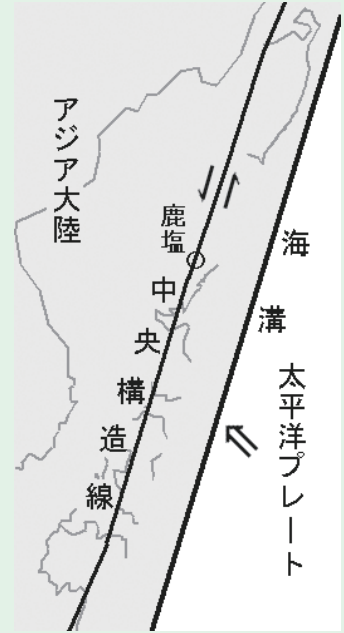 アジア大陸
鹿塩
中央構造線
海溝
太平洋プレート